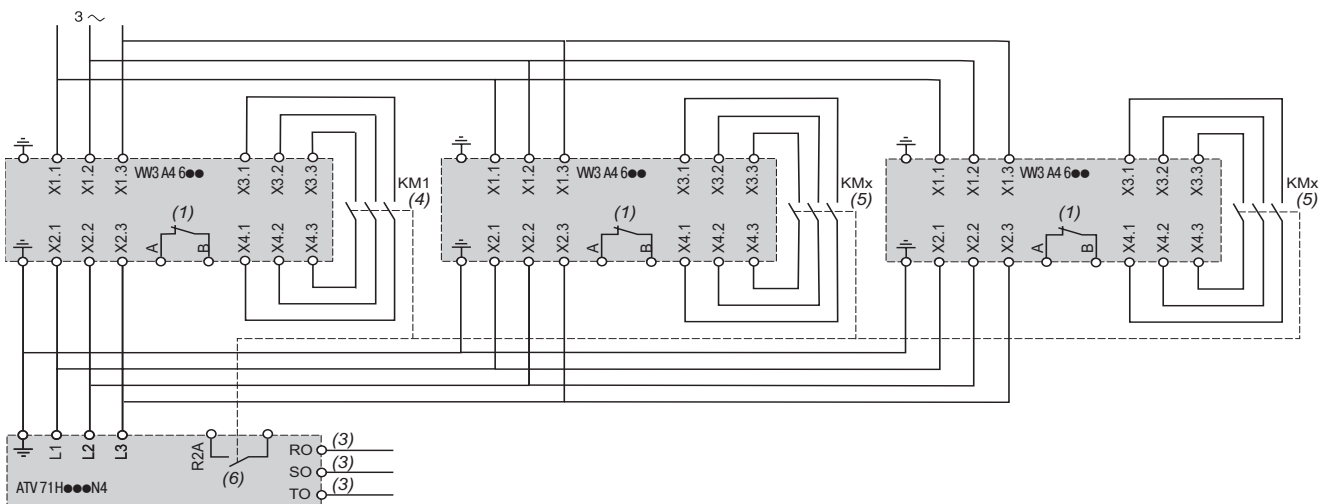 3 ~
X1.1 X1.2 X1.3 VW3 A4 6●● X3.1 X3.2 X3.3
KM1
(4)
(1)
X2.1 X2.2 X2.3 A B X4.1 X4.2 X4.3
X1.1 X1.2 X1.3 VW3 A4 6●● X3.1 X3.2 X3.3
KMx
(5)
(1)
X2.1 X2.2 X2.3 A B X4.1 X4.2 X4.3
X1.1 X1.2 X1.3 VW3 A4 6●● X3.1 X3.2 X3.3
KMx
(5)
(1)
X2.1 X2.2 X2.3 A B X4.1 X4.2 X4.3
L1 L2 L3 R2A
(6)
RO (3)
SO (3)
TO (3)
ATV 71H●●●N4